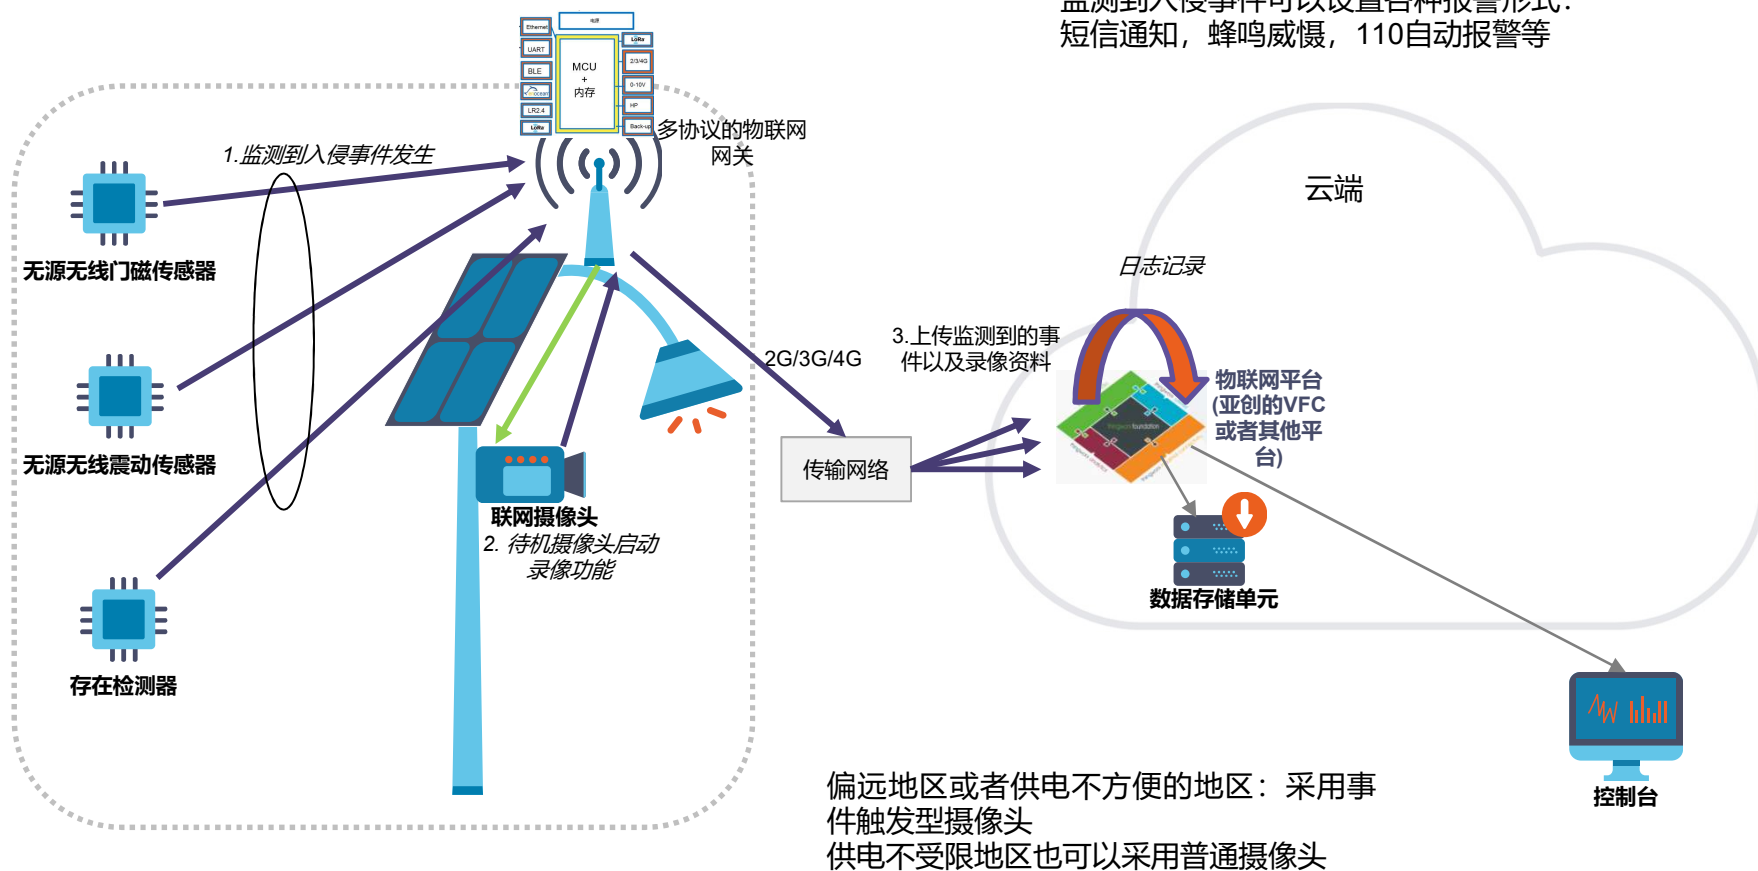 监测到入侵事件可以设置各种报警形式：
短信通知，蜂鸣威慑，110自动报警等
电源
Ethernet
UART
BLE
LR2.4
LoRa
MCU
+
内存
LoRa
2/3/4G
0-10V
HP
Back-up
多协议的物联网
网关
1.监测到入侵事件发生
无源无线门磁传感器
无源无线震动传感器
存在检测器
联网摄像头
2. 待机摄像头启动
录像功能
2G/3G/4G
传输网络
3.上传监测到的事
件以及录像资料
云端
日志记录
thingworx foundation
物联网平台
(亚创的VFC
或者其他平
台)
数据存储单元
控制台
偏远地区或者供电不方便的地区：采用事
件触发型摄像头
供电不受限地区也可以采用普通摄像头